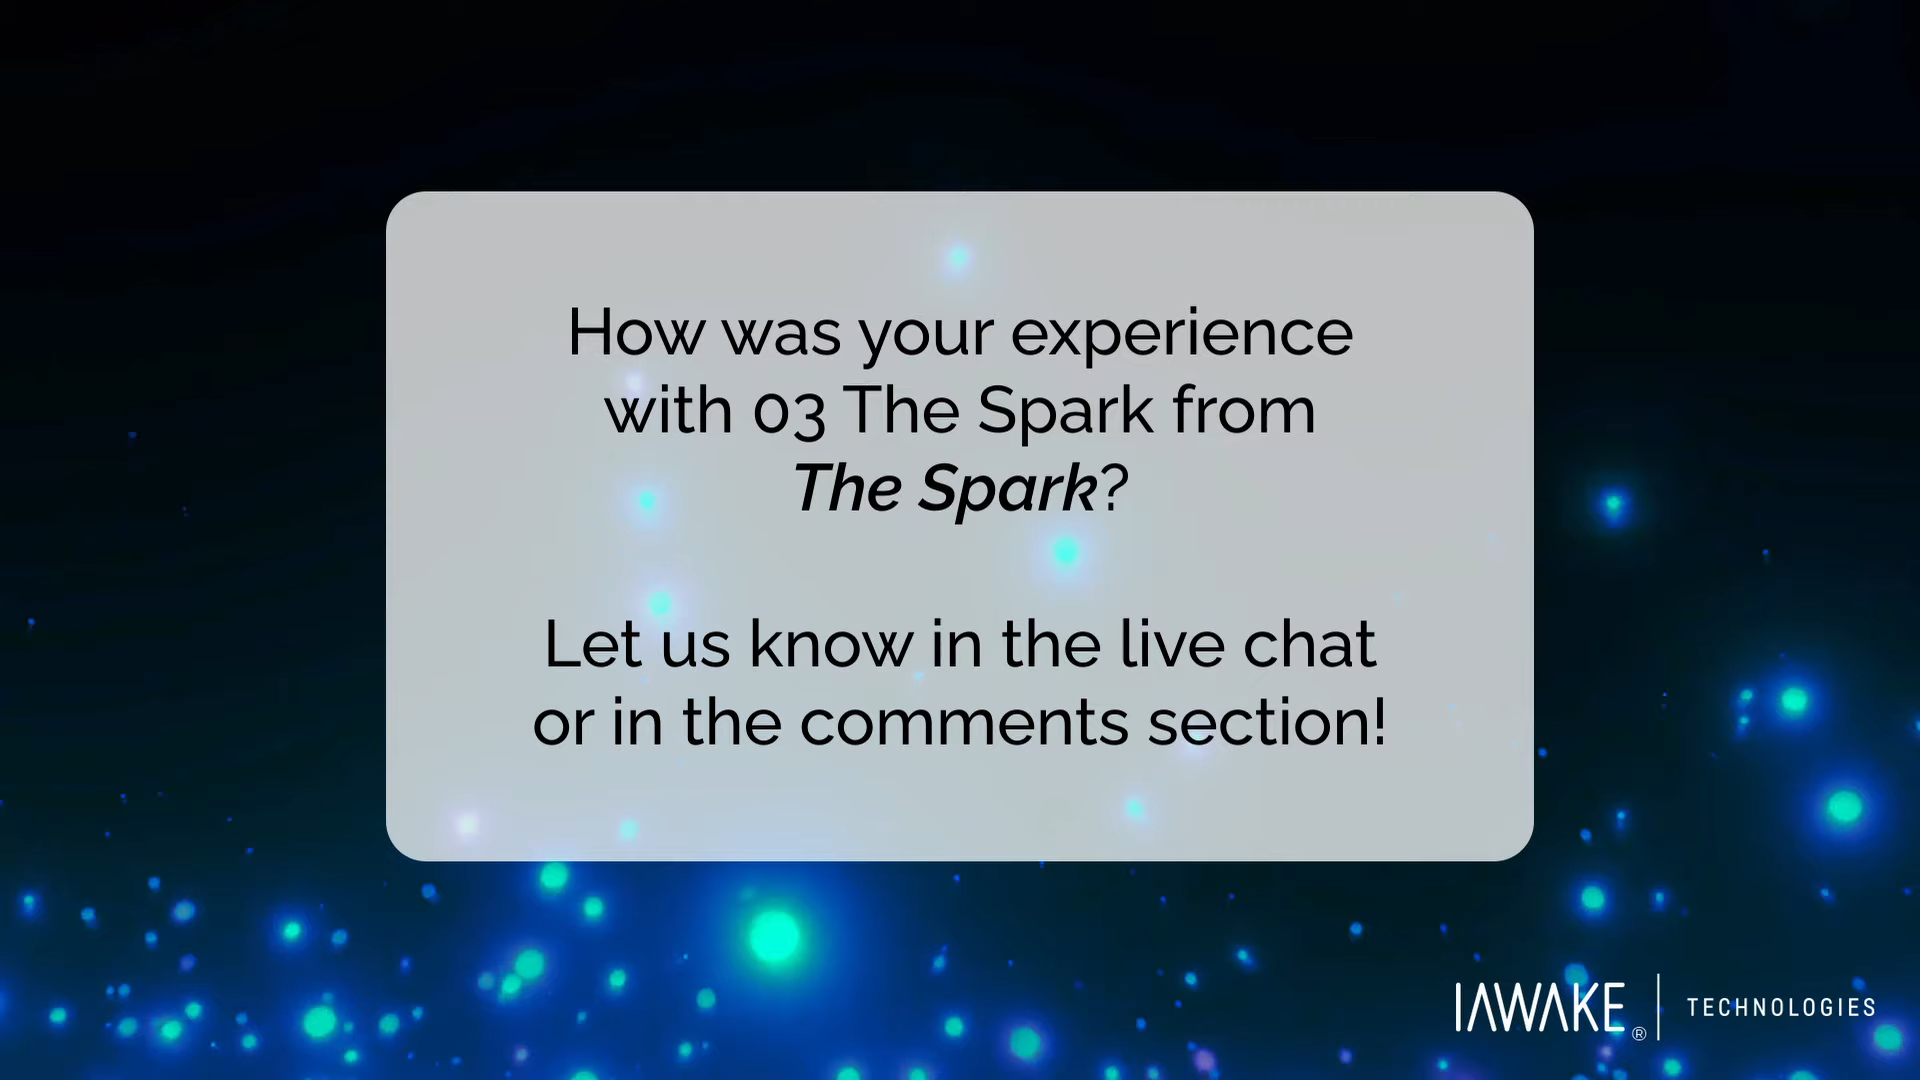 How was your experience
with 03 The Spark from
The Spark?
Let us know in the live chat
or in the comments section!
IAWAKE® | TECHNOLOGIES